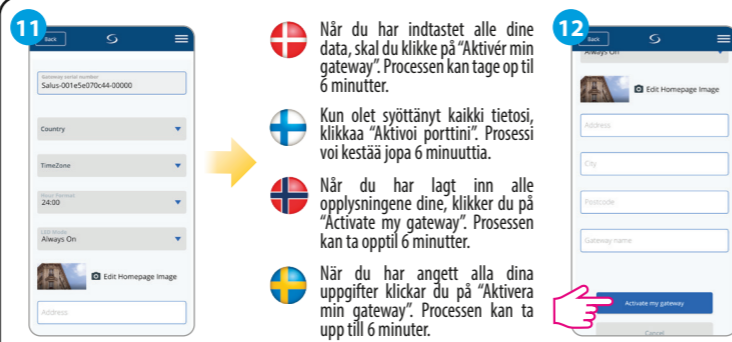 11
Back
Gateway serial number
Salus-001e5e070c44-00000
Country
TimeZone
Hour Format
24:00
LED Mode
Always On
Edit Homepage Image
Address
Når du har indtastet alle dine
data, skal du klikke på “Aktivér min
gateway”. Processen kan tage op til
6 minutter.
Kun olet syöttänyt kaikki tietosi,
klikkaa “Aktivoi porttini”. Prosessi
voi kestää jopa 6 minuuttia.
Når du har lagt inn alle
opplysningene dine, klikker du på
“Activate my gateway”. Prosessen
kan ta opptil 6 minutter.
När du har angett alla dina
uppgifter klickar du på “Aktivera
min gateway”. Processen kan ta
upp till 6 minuter.
12
Back
Always On
Edit Homepage Image
Address
City
Postcode
Gateway name
Activate my gateway
Cancel